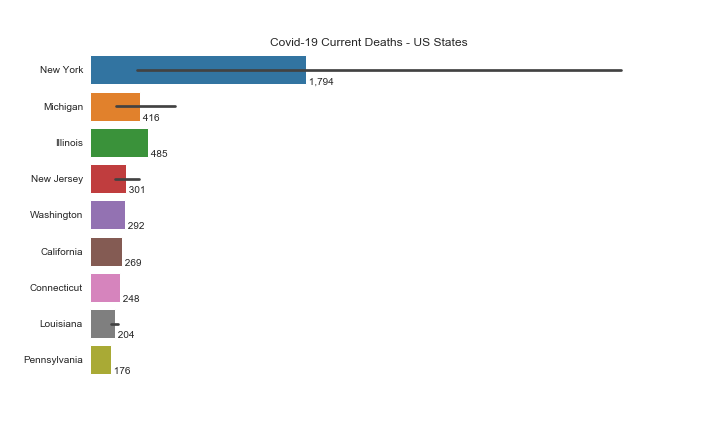 Covid-19 Current Deaths - US States
New York 1,794
Michigan 416
Illinois 485
New Jersey 301
Washington 292
California 269
Connecticut 248
Louisiana 204
Pennsylvania 176